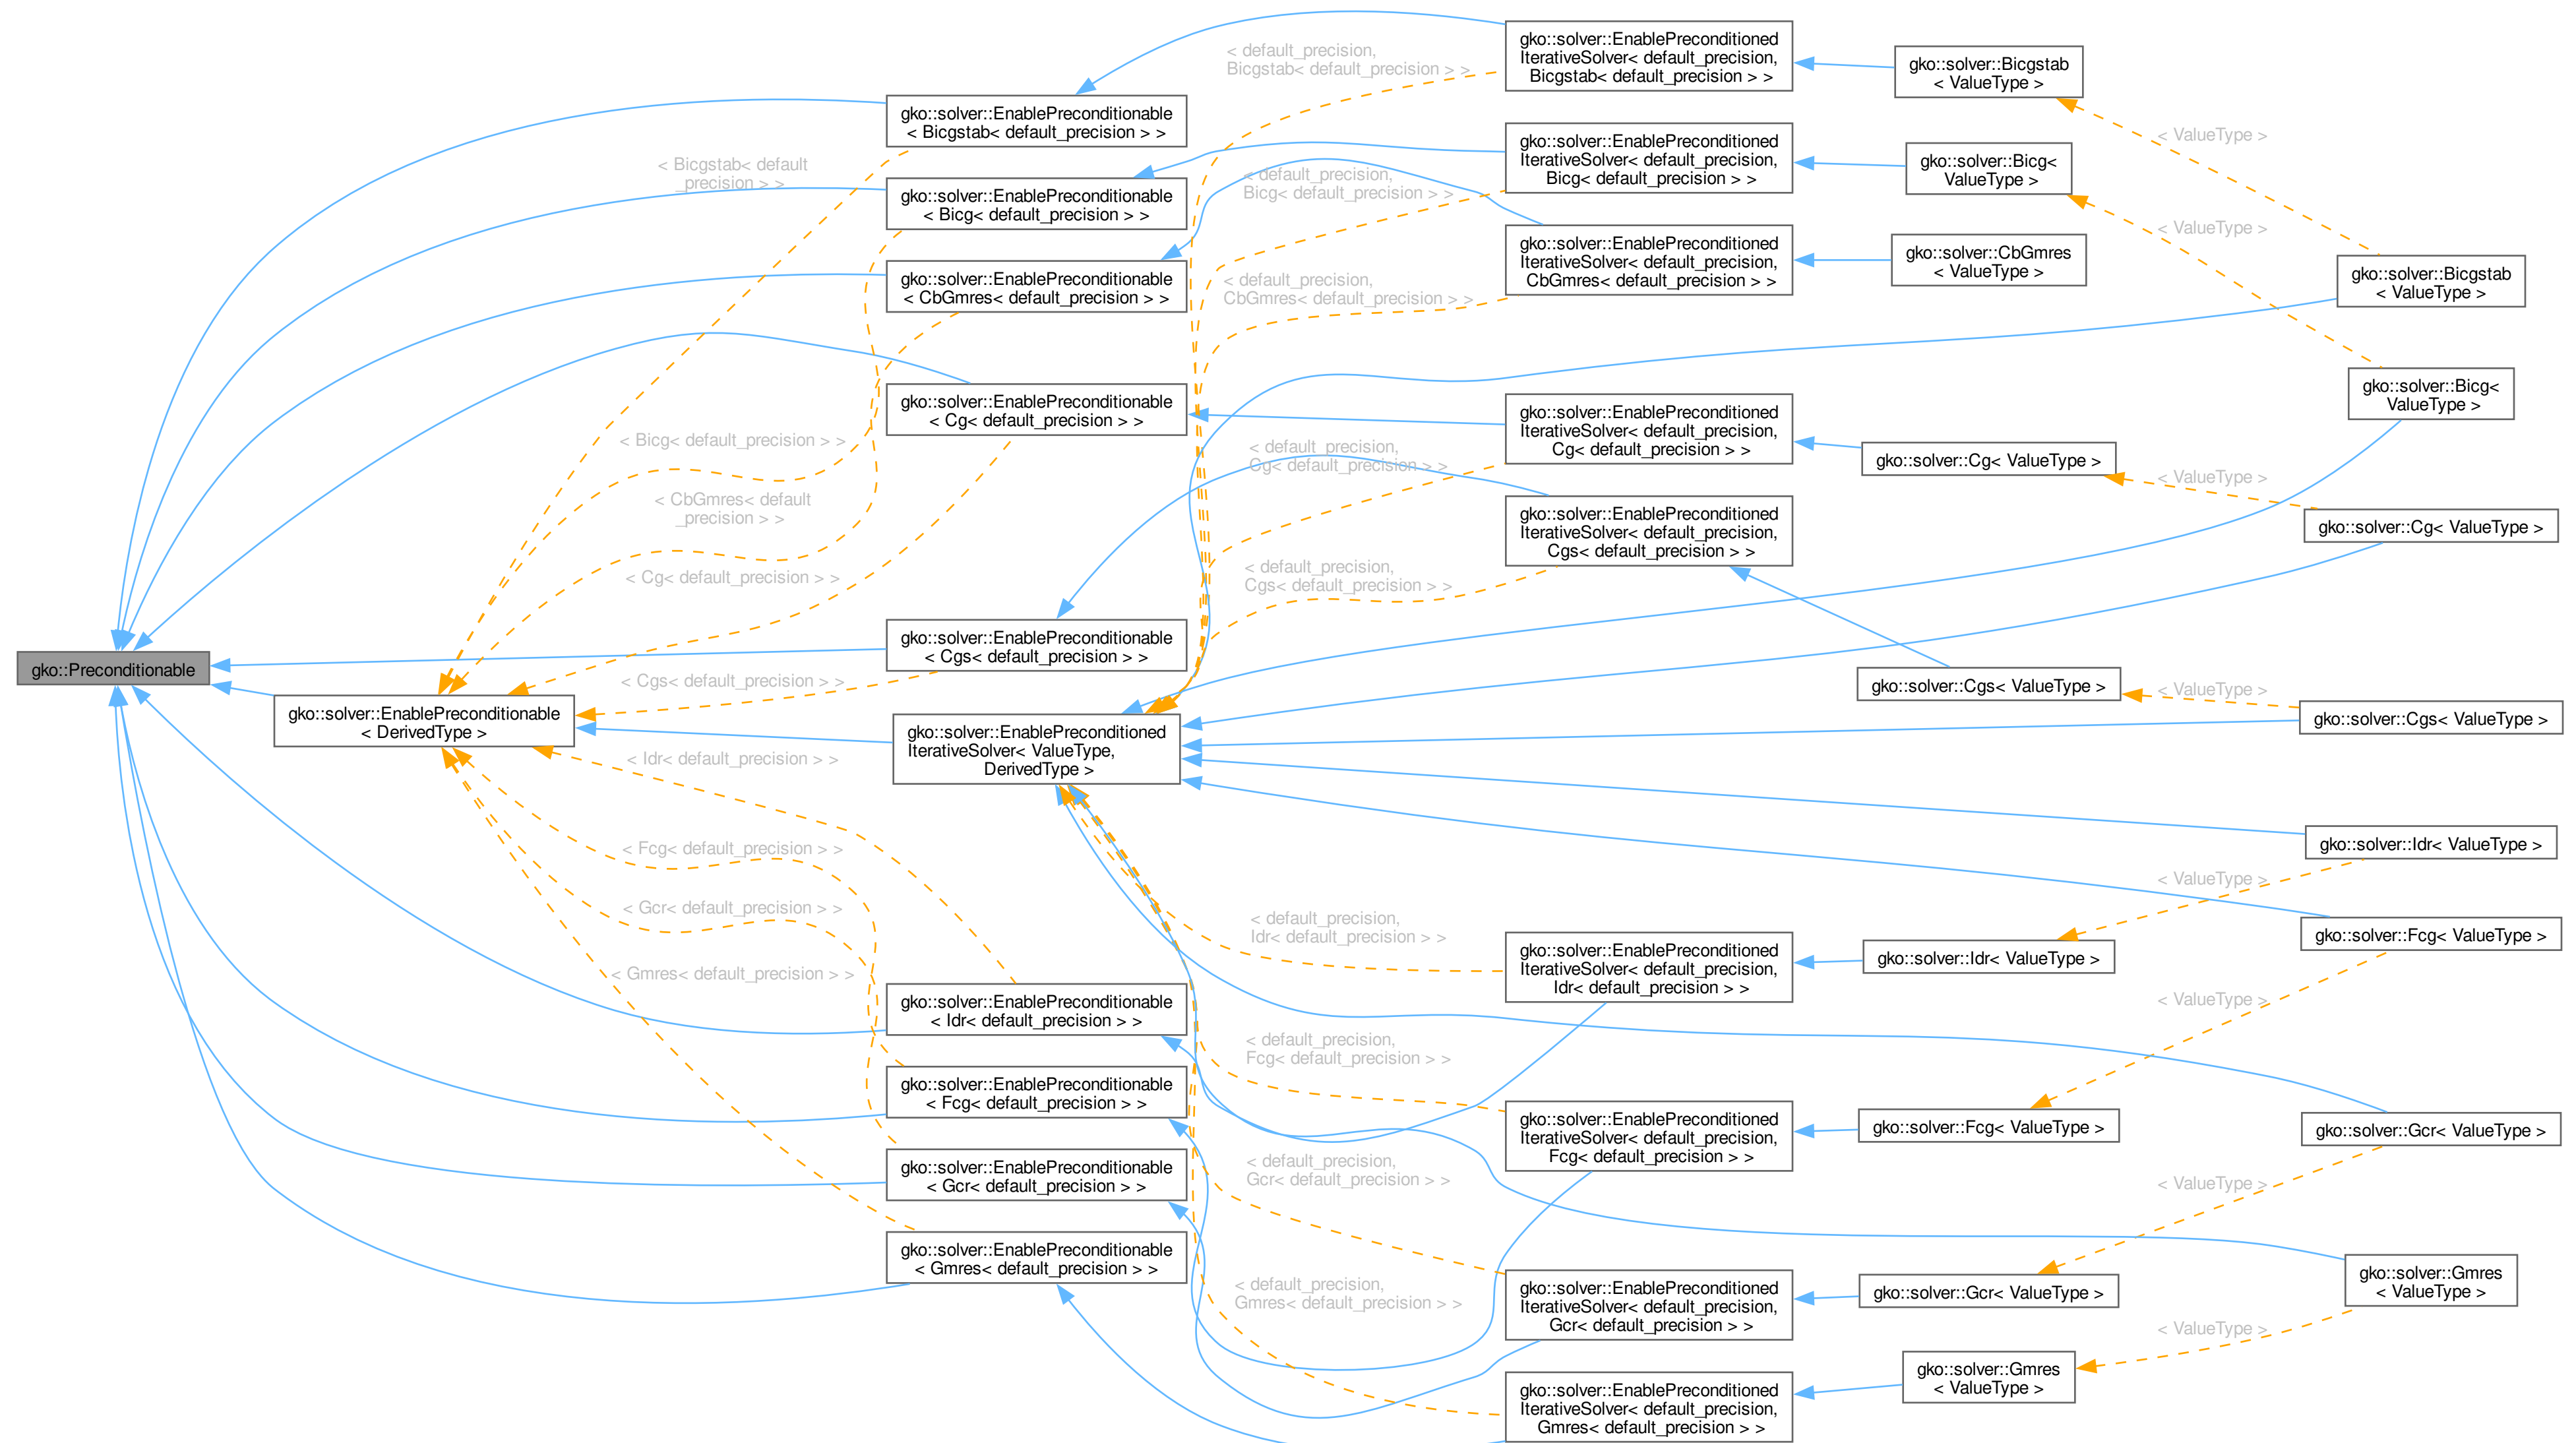 gko::Preconditionable
gko::solver::EnablePreconditionable
< DerivedType >
gko::solver::EnablePreconditionable
< Bicgstab< default_precision > >
gko::solver::EnablePreconditionable
< Bicg< default_precision > >
gko::solver::EnablePreconditionable
< CbGmres< default_precision > >
gko::solver::EnablePreconditionable
< Cg< default_precision > >
gko::solver::EnablePreconditionable
< Cgs< default_precision > >
gko::solver::EnablePreconditioned
IterativeSolver< ValueType,
DerivedType >
gko::solver::EnablePreconditionable
< Idr< default_precision > >
gko::solver::EnablePreconditionable
< Fcg< default_precision > >
gko::solver::EnablePreconditionable
< Gcr< default_precision > >
gko::solver::EnablePreconditionable
< Gmres< default_precision > >
< Bicgstab< default
_precision > >
< Bicg< default_precision > >
< CbGmres< default
_precision > >
< Cg< default_precision > >
< Cgs< default_precision > >
< Idr< default_precision > >
< Fcg< default_precision > >
< Gcr< default_precision > >
< Gmres< default_precision > >
< default_precision,
Bicgstab< default_precision > >
< default_precision,
Bicg< default_precision > >
< default_precision,
CbGmres< default_precision > >
< default_precision,
Cg< default_precision > >
< default_precision,
Cgs< default_precision > >
< default_precision,
Idr< default_precision > >
< default_precision,
Fcg< default_precision > >
< default_precision,
Gcr< default_precision > >
< default_precision,
Gmres< default_precision > >
gko::solver::EnablePreconditioned
IterativeSolver< default_precision,
Bicgstab< default_precision > >
gko::solver::EnablePreconditioned
IterativeSolver< default_precision,
Bicg< default_precision > >
gko::solver::EnablePreconditioned
IterativeSolver< default_precision,
CbGmres< default_precision > >
gko::solver::EnablePreconditioned
IterativeSolver< default_precision,
Cg< default_precision > >
gko::solver::EnablePreconditioned
IterativeSolver< default_precision,
Cgs< default_precision > >
gko::solver::EnablePreconditioned
IterativeSolver< default_precision,
Idr< default_precision > >
gko::solver::EnablePreconditioned
IterativeSolver< default_precision,
Fcg< default_precision > >
gko::solver::EnablePreconditioned
IterativeSolver< default_precision,
Gcr< default_precision > >
gko::solver::EnablePreconditioned
IterativeSolver< default_precision,
Gmres< default_precision > >
gko::solver::Bicgstab
< ValueType >
gko::solver::Bicg<
ValueType >
gko::solver::CbGmres
< ValueType >
gko::solver::Cg< ValueType >
gko::solver::Cgs< ValueType >
gko::solver::Idr< ValueType >
gko::solver::Fcg< ValueType >
gko::solver::Gcr< ValueType >
gko::solver::Gmres
< ValueType >
< ValueType >
< ValueType >
< ValueType >
< ValueType >
< ValueType >
< ValueType >
< ValueType >
< ValueType >
gko::solver::Bicgstab
< ValueType >
gko::solver::Bicg<
ValueType >
gko::solver::Cg< ValueType >
gko::solver::Cgs< ValueType >
gko::solver::Idr< ValueType >
gko::solver::Fcg< ValueType >
gko::solver::Gcr< ValueType >
gko::solver::Gmres
< ValueType >